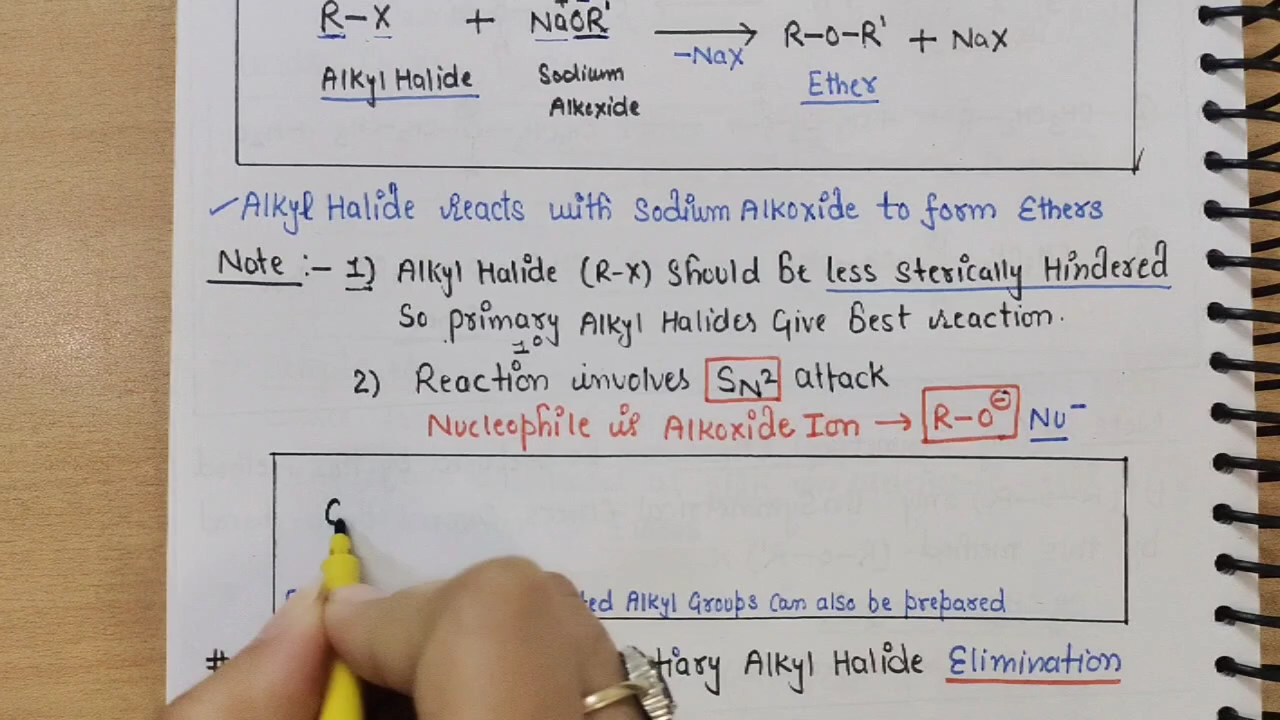 R-X + NaOR' → R-O-R' + NaX
-NaX
Alkyl Halide Sodium Alkoxide Ether
✓Alkyl Halide reacts with Sodium Alkoxide to form Ethers
Note :- 1) Alkyl Halide (R-X) should be less sterically Hindered
So primary Alkyl Halides Give best reaction.
1°
2) Reaction involves SN² attack
Nucleophile is Alkoxide Ion → R-O⊖ Nu⁻
C
Alkyl Groups can also be prepared
# Alkyl Halide Elimination